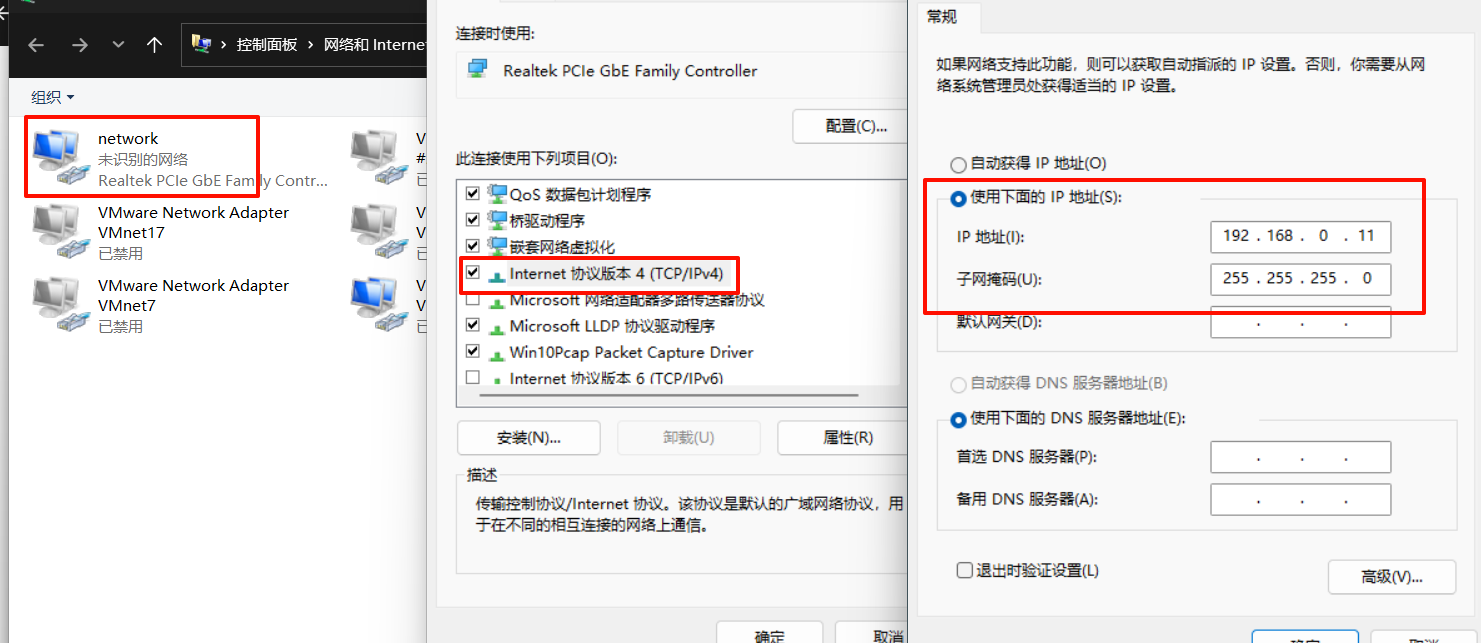 控制面板 › 网络和 Interne
组织
network
未识别的网络
Realtek PCIe GbE Family Contr...
VMware Network Adapter
VMnet17
已禁用
VMware Network Adapter
VMnet7
已禁用
V
#
V
V
连接时使用:
Realtek PCIe GbE Family Controller
配置(C)...
此连接使用下列项目(O):
QoS 数据包计划程序
桥驱动程序
嵌套网络虚拟化
Internet 协议版本 4 (TCP/IPv4)
Microsoft 网络适配器多路传送器协议
Microsoft LLDP 协议驱动程序
Win10Pcap Packet Capture Driver
Internet 协议版本 6 (TCP/IPv6)
安装(N)...
卸载(U)
属性(R)
描述
传输控制协议/Internet 协议。该协议是默认的广域网络协议，用
于在不同的相互连接的网络上通信。
确定
取消
常规
如果网络支持此功能，则可以获取自动指派的 IP 设置。否则，你需要从网
络系统管理员处获得适当的 IP 设置。
自动获得 IP 地址(O)
使用下面的 IP 地址(S):
IP 地址(I):
192 . 168 . 0 . 11
子网掩码(U):
255 . 255 . 255 . 0
默认网关(D):
. . .
自动获得 DNS 服务器地址(B)
使用下面的 DNS 服务器地址(E):
首选 DNS 服务器(P):
. . .
备用 DNS 服务器(A):
. . .
退出时验证设置(L)
高级(V)...